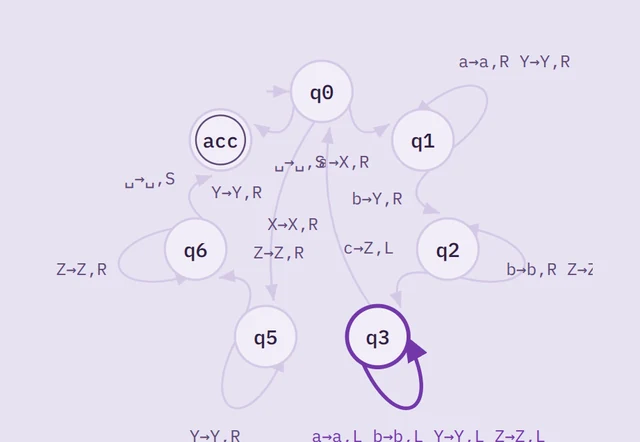 a→a,R Y→Y,R
q0
acc
q1
␣→␣,S
a→X,R
␣→␣,S
Y→Y,R
b→Y,R
X→X,R
Z→Z,R
c→Z,L
q6
q2
Z→Z,R
b→b,R
q5
q3
Y→Y,R
a→a,L b→b,L Y→Y,L Z→Z,L